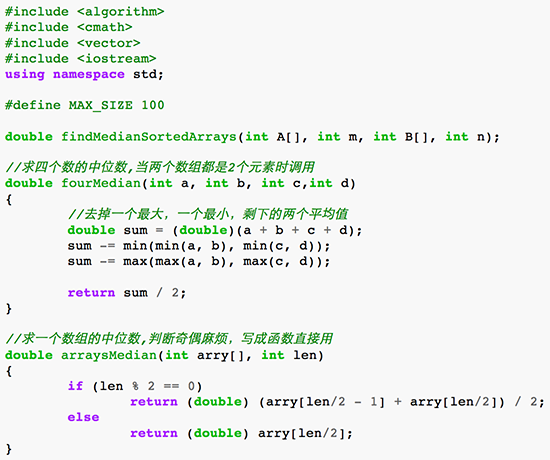 #include <algorithm>
#include <cmath>
#include <vector>
#include <iostream>
using namespace std;
#define MAX_SIZE 100
double findMedianSortedArrays(int A[], int m, int B[], int n);
//求四个数的中位数,当两个数组都是2个元素时调用
double fourMedian(int a, int b, int c,int d)
{
//去掉一个最大，一个最小，剩下的两个平均值
double sum = (double)(a + b + c + d);
sum -= min(min(a, b), min(c, d));
sum -= max(max(a, b), max(c, d));
return sum / 2;
}
//求一个数组的中位数,判断奇偶麻烦，写成函数直接用
double arraysMedian(int arry[], int len)
{
if (len % 2 == 0)
return (double) (arry[len/2 - 1] + arry[len/2]) / 2;
else
return (double) arry[len/2];
}